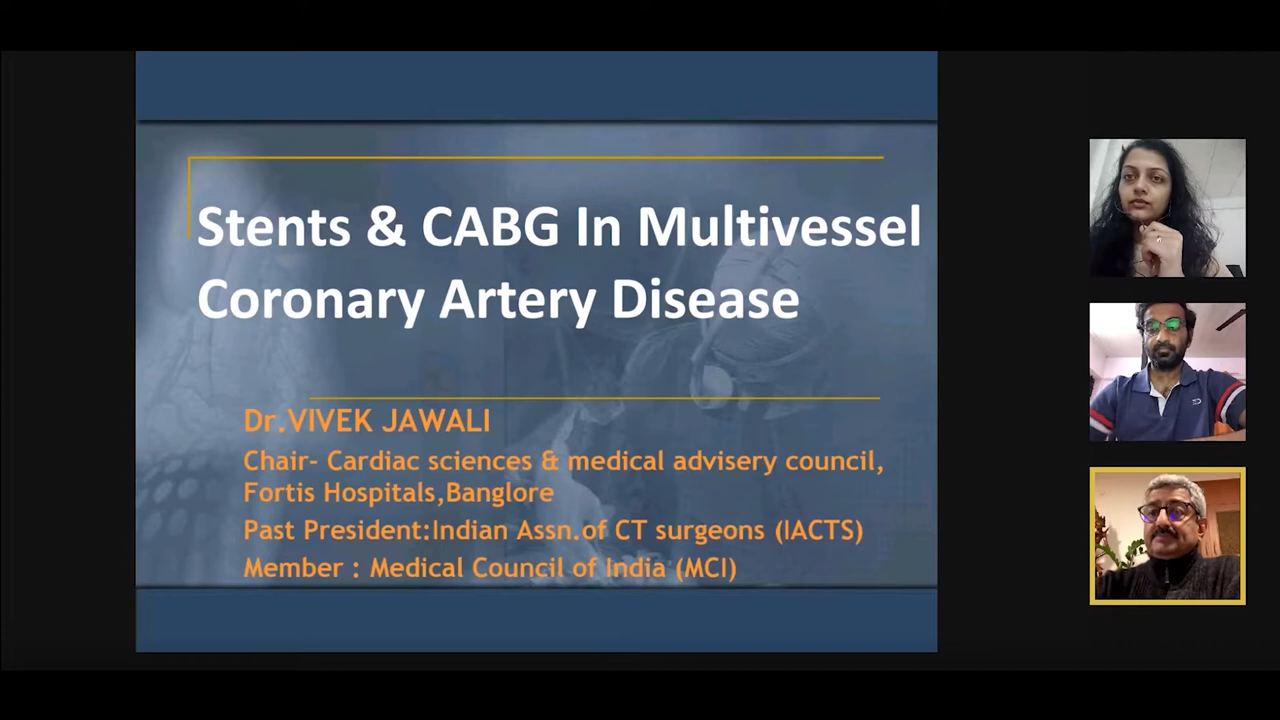 Stents & CABG In Multivessel
Coronary Artery Disease
Dr.VIVEK JAWALI
Chair- Cardiac sciences & medical advisery council,
Fortis Hospitals,Banglore
Past President:Indian Assn.of CT surgeons (IACTS)
Member : Medical Council of India (MCI)